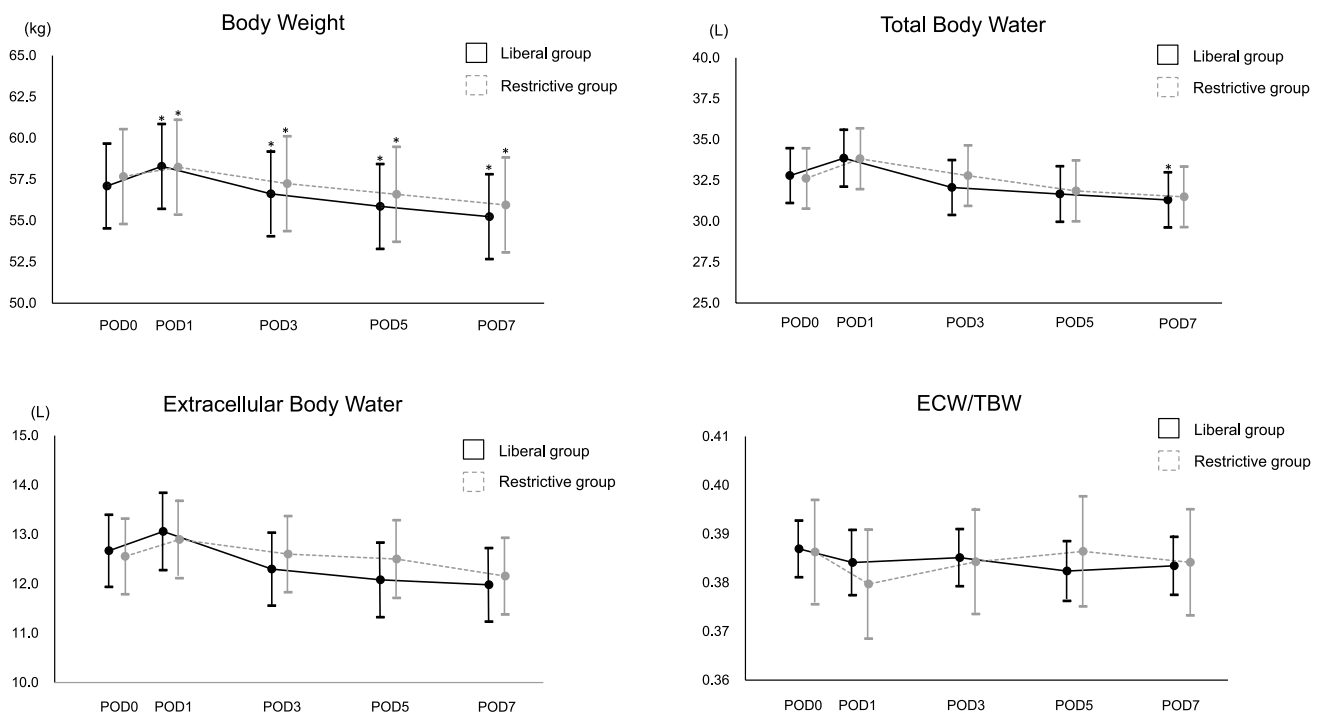 Body Weight
(kg)
Liberal group
Restrictive group
65.0
62.5
60.0
57.5
55.0
52.5
50.0
* * * * * * * *
POD0 POD1 POD3 POD5 POD7
Total Body Water
(L)
Liberal group
Restrictive group
40.0
37.5
35.0
32.5
30.0
27.5
25.0
*
POD0 POD1 POD3 POD5 POD7
Extracellular Body Water
(L)
Liberal group
Restrictive group
15.0
14.0
13.0
12.0
11.0
10.0
POD0 POD1 POD3 POD5 POD7
ECW/TBW
Liberal group
Restrictive group
0.41
0.40
0.39
0.38
0.37
0.36
POD0 POD1 POD3 POD5 POD7